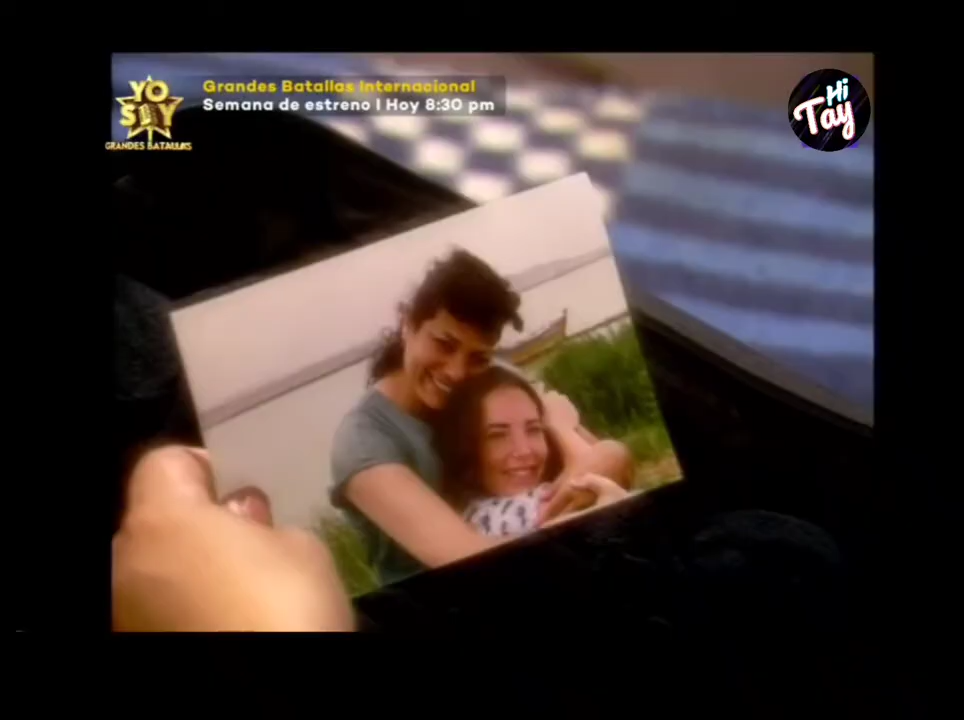 YO
SOY
GRANDES BATALLAS
Grandes Batallas Internacional
Semana de estreno I Hoy 8:30 pm
Hi
Tay